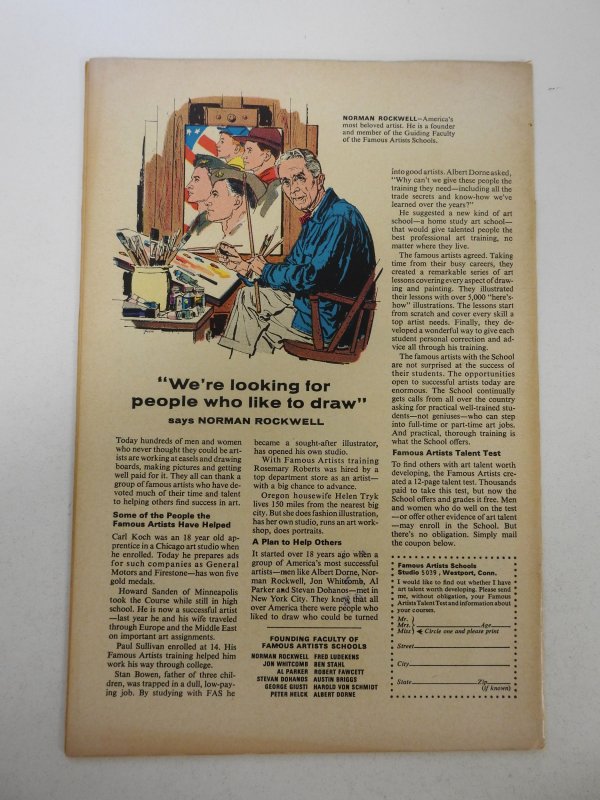 NORMAN ROCKWELL—America's
most beloved artist. He is a founder
and member of the Guiding Faculty
of the Famous Artists Schools.
"We're looking for
people who like to draw"
says NORMAN ROCKWELL
Today hundreds of men and women
who never thought they could be art-
ists are working at easels and drawing
boards, making pictures and getting
well paid for it. They all can thank a
group of famous artists who have de-
voted much of their time and talent
to helping others find success in art.
Some of the People the
Famous Artists Have Helped
Carl Koch was an 18 year old ap-
prentice in a Chicago art studio when
he enrolled. Today he prepares ads
for such companies as General
Motors and Firestone—has won five
gold medals.
Howard Sanden of Minneapolis
took the Course while still in high
school. He is now a successful artist
—last year he and his wife traveled
through Europe and the Middle East
on important art assignments.
Paul Sullivan enrolled at 14. His
Famous Artists training helped him
work his way through college.
Stan Bowen, father of three chil-
dren, was trapped in a dull, low-pay-
ing job. By studying with FAS he
became a sought-after illustrator,
has opened his own studio.
With Famous Artists training
Rosemary Roberts was hired by a
top department store as an artist—
with a big chance to advance.
Oregon housewife Helen Tryk
lives 150 miles from the nearest big
city. But she does fashion illustration,
has her own studio, runs an art work-
shop, does portraits.
A Plan to Help Others
It started over 18 years ago when a
group of America's most successful
artists—men like Albert Dorne, Nor-
man Rockwell, Jon Whitcomb, Al
Parker and Stevan Dohanos—met in
New York City. They knew that all
over America there were people who
liked to draw who could be turned
FOUNDING FACULTY OF
FAMOUS ARTISTS SCHOOLS
NORMAN ROCKWELL FRED LUDEKENS
JON WHITCOMB BEN STAHL
AL PARKER ROBERT FAWCETT
STEVAN DOHANOS AUSTIN BRIGGS
GEORGE GIUSTI HAROLD VON SCHMIDT
PETER HELCK ALBERT DORNE
into good artists. Albert Dorne asked,
"Why can't we give these people the
training they need—including all the
trade secrets and know-how we've
learned over the years?"
He suggested a new kind of art
school—a home study art school—
that would give talented people the
best professional art training, no
matter where they live.
The famous artists agreed. Taking
time from their busy careers, they
created a remarkable series of art
lessons covering every aspect of draw-
ing and painting. They illustrated
their lessons with over 5,000 "here's-
how" illustrations. The lessons start
from scratch and cover every skill a
top artist needs. Finally, they de-
veloped a wonderful way to give each
student personal correction and ad-
vice all through his training.
The famous artists with the School
are not surprised at the success of
their students. The opportunities
open to successful artists today are
enormous. The School continually
gets calls from all over the country
asking for practical well-trained stu-
dents—not geniuses—who can step
into full-time or part-time art jobs.
And practical, thorough training is
what the School offers.
Famous Artists Talent Test
To find others with art talent worth
developing, the Famous Artists cre-
ated a 12-page talent test. Thousands
paid to take this test, but now the
School offers and grades it free. Men
and women who do well on the test
—or offer other evidence of art talent
—may enroll in the School. But
there's no obligation. Simply mail
the coupon below.
Famous Artists Schools
Studio 5039, Westport, Conn.
I would like to find out whether I have
art talent worth developing. Please send
me, without obligation, your Famous
Artists Talent Test and information about
your courses.
Mr.
Mrs. Age
Miss Circle one and please print
Street
City
State Zip
(if known)